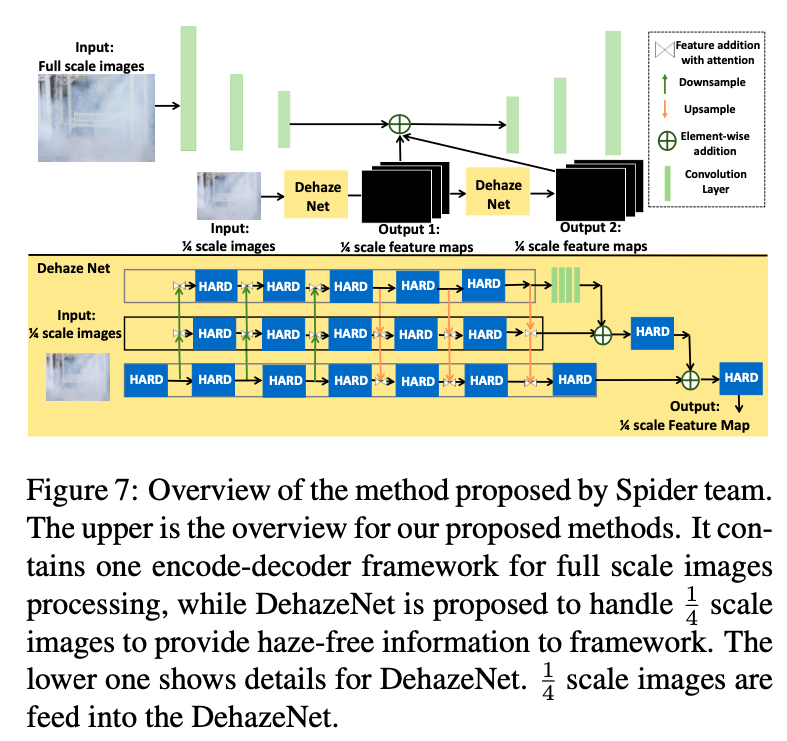 Input:
Full scale images
Feature addition
with attention
Downsample
Upsample
Element-wise
addition
Convolution
Layer
Dehaze
Net
Dehaze
Net
Input:
¼ scale images
Output 1:
¼ scale feature maps
Output 2:
¼ scale feature maps
Dehaze Net
HARD HARD HARD HARD HARD
Input:
¼ scale images
HARD HARD HARD HARD HARD HARD
HARD HARD HARD HARD HARD HARD HARD HARD
Output:
¼ scale Feature Map
Figure 7: Overview of the method proposed by Spider team.
The upper is the overview for our proposed methods. It con-
tains one encode-decoder framework for full scale images
processing, while DehazeNet is proposed to handle ¼ scale
images to provide haze-free information to framework. The
lower one shows details for DehazeNet. ¼ scale images are
feed into the DehazeNet.